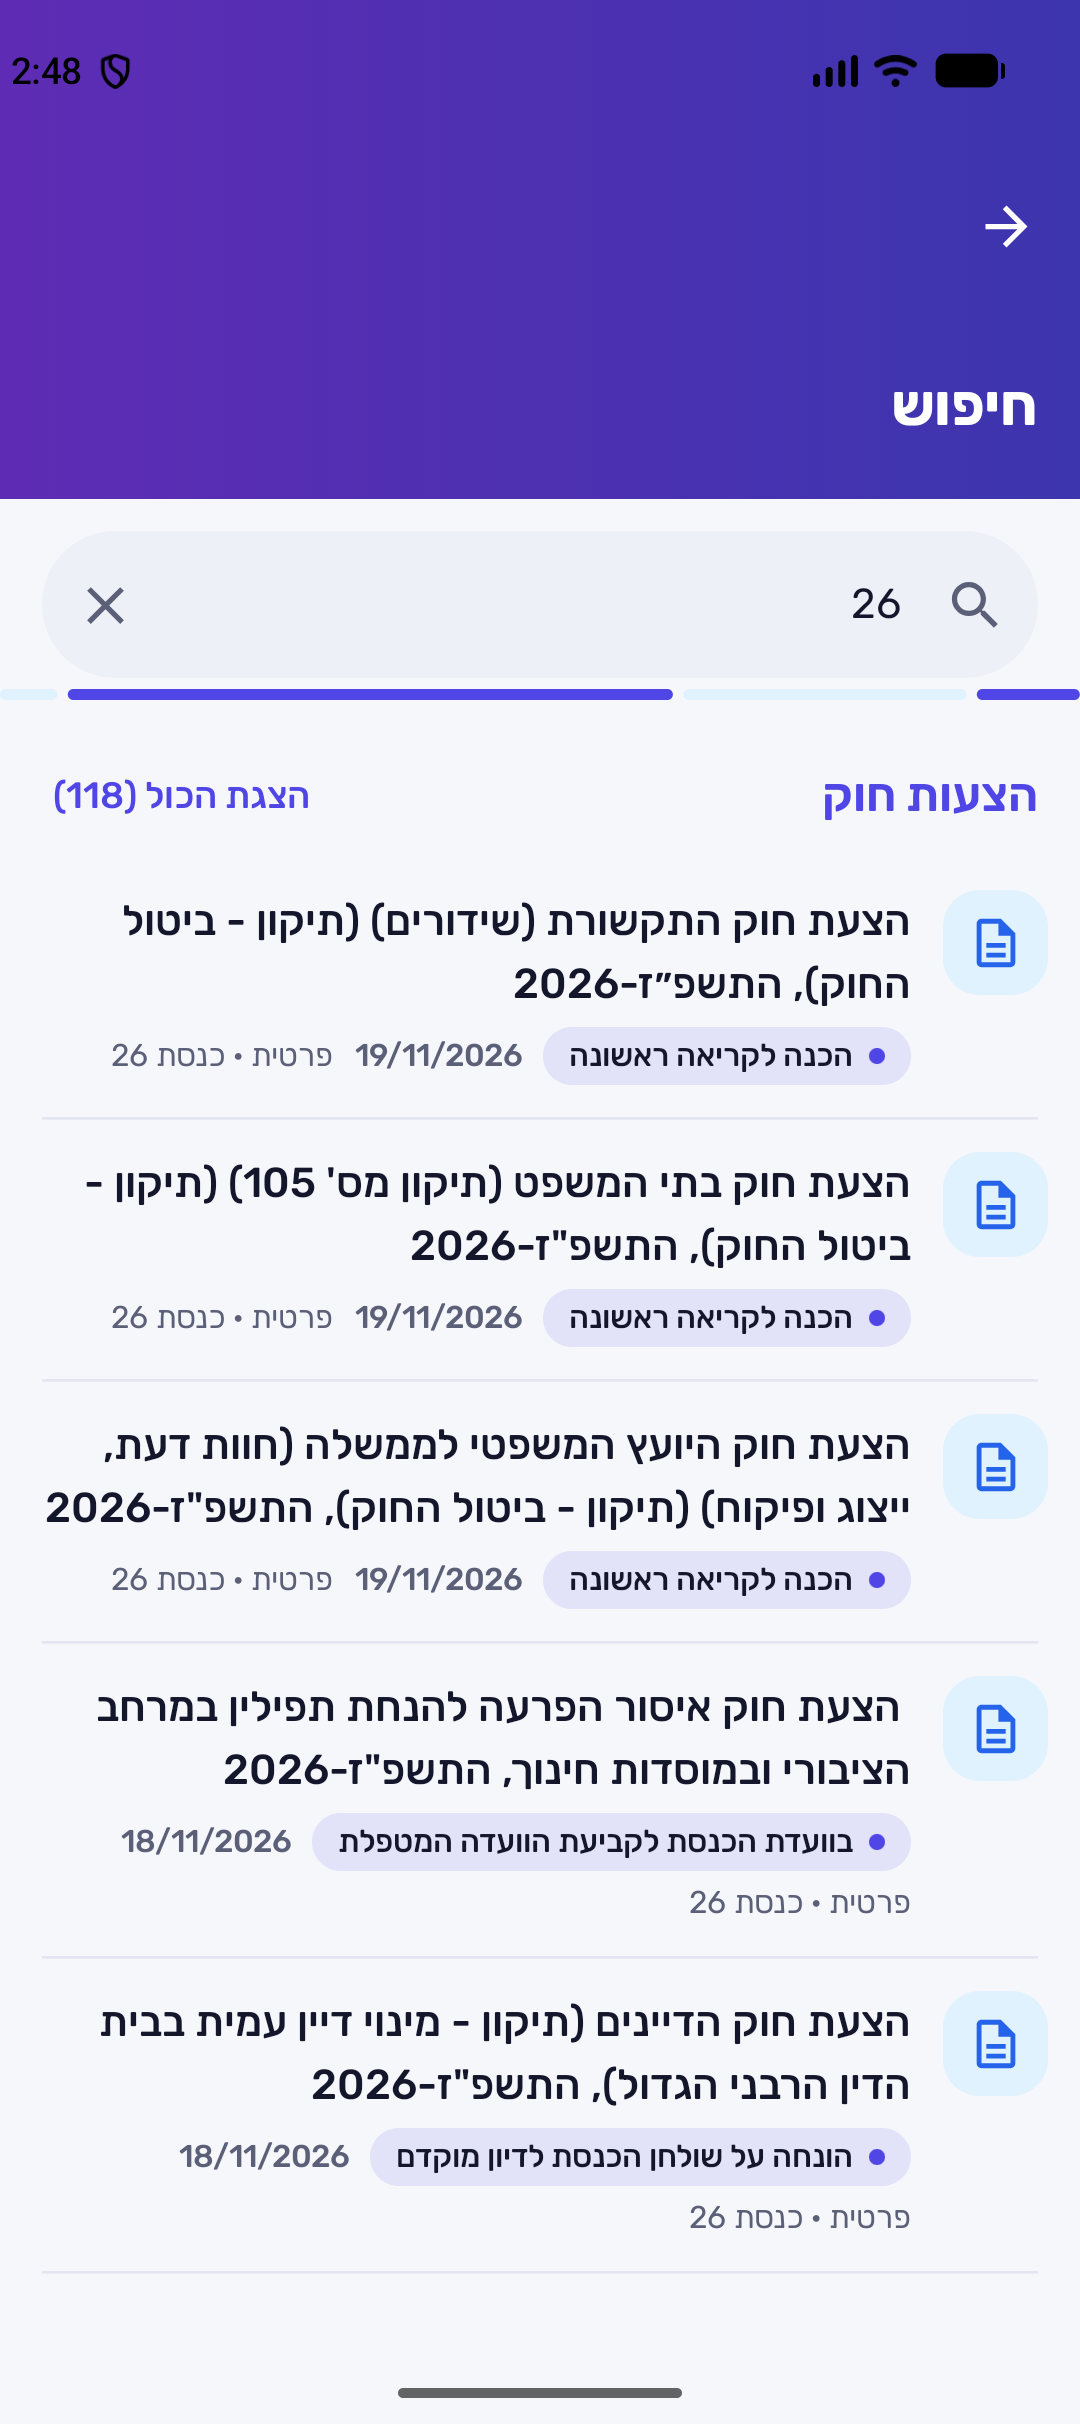 2:48
חיפוש
26
הצעות חוק
הצגת הכול (118)
הצעת חוק התקשורת (שידורים) (תיקון - ביטול
החוק), התשפ״ז-2026
הכנה לקריאה ראשונה 19/11/2026 פרטית • כנסת 26
הצעת חוק בתי המשפט (תיקון מס' 105) (תיקון -
ביטול החוק), התשפ"ז-2026
הכנה לקריאה ראשונה 19/11/2026 פרטית • כנסת 26
הצעת חוק היועץ המשפטי לממשלה (חוות דעת,
ייצוג ופיקוח) (תיקון - ביטול החוק), התשפ"ז-2026
הכנה לקריאה ראשונה 19/11/2026 פרטית • כנסת 26
הצעת חוק איסור הפרעה להנחת תפילין במרחב
הציבורי ובמוסדות חינוך, התשפ"ז-2026
בוועדת הכנסת לקביעת הוועדה המטפלת 18/11/2026
פרטית • כנסת 26
הצעת חוק הדיינים (תיקון - מינוי דיין עמית בבית
הדין הרבני הגדול), התשפ"ז-2026
הונחה על שולחן הכנסת לדיון מוקדם 18/11/2026
פרטית • כנסת 26